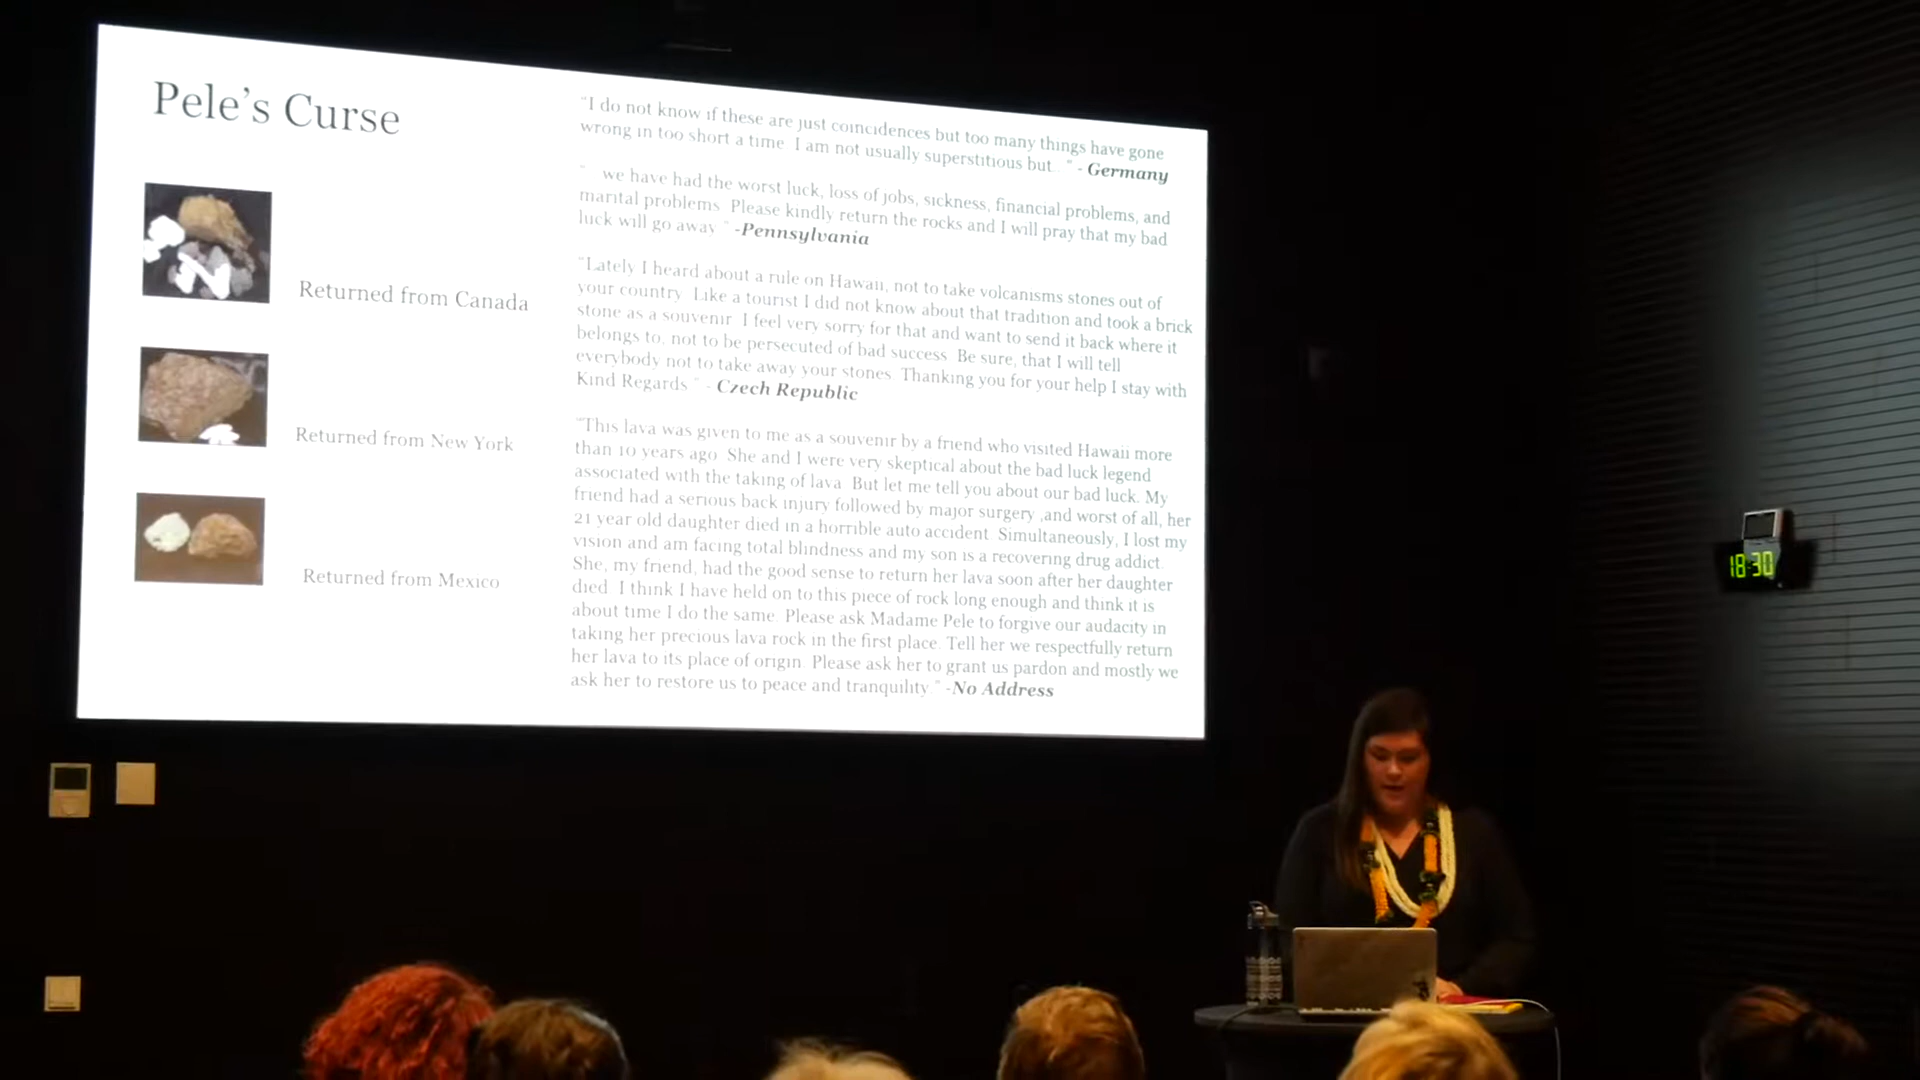 Pele's Curse
Returned from Canada
Returned from New York
Returned from Mexico
"I do not know if these are just coincidences but too many things have gone
wrong in too short a time. I am not usually superstitious but..." - Germany
"...we have had the worst luck, loss of jobs, sickness, financial problems, and
marital problems. Please kindly return the rocks and I will pray that my bad
luck will go away." -Pennsylvania
"Lately I heard about a rule on Hawaii, not to take volcanisms stones out of
your country. Like a tourist I did not know about that tradition and took a brick
stone as a souvenir. I feel very sorry for that and want to send it back where it
belongs to, not to be persecuted of bad success. Be sure, that I will tell
everybody not to take away your stones. Thanking you for your help I stay with
Kind Regards." - Czech Republic
"This lava was given to me as a souvenir by a friend who visited Hawaii more
than 10 years ago. She and I were very skeptical about the bad luck legend
associated with the taking of lava. But let me tell you about our bad luck. My
friend had a serious back injury followed by major surgery ,and worst of all, her
21 year old daughter died in a horrible auto accident. Simultaneously, I lost my
vision and am facing total blindness and my son is a recovering drug addict.
She, my friend, had the good sense to return her lava soon after her daughter
died. I think I have held on to this piece of rock long enough and think it is
about time I do the same. Please ask Madame Pele to forgive our audacity in
taking her precious lava rock in the first place. Tell her we respectfully return
her lava to its place of origin. Please ask her to grant us pardon and mostly we
ask her to restore us to peace and tranquility." -No Address
18:30